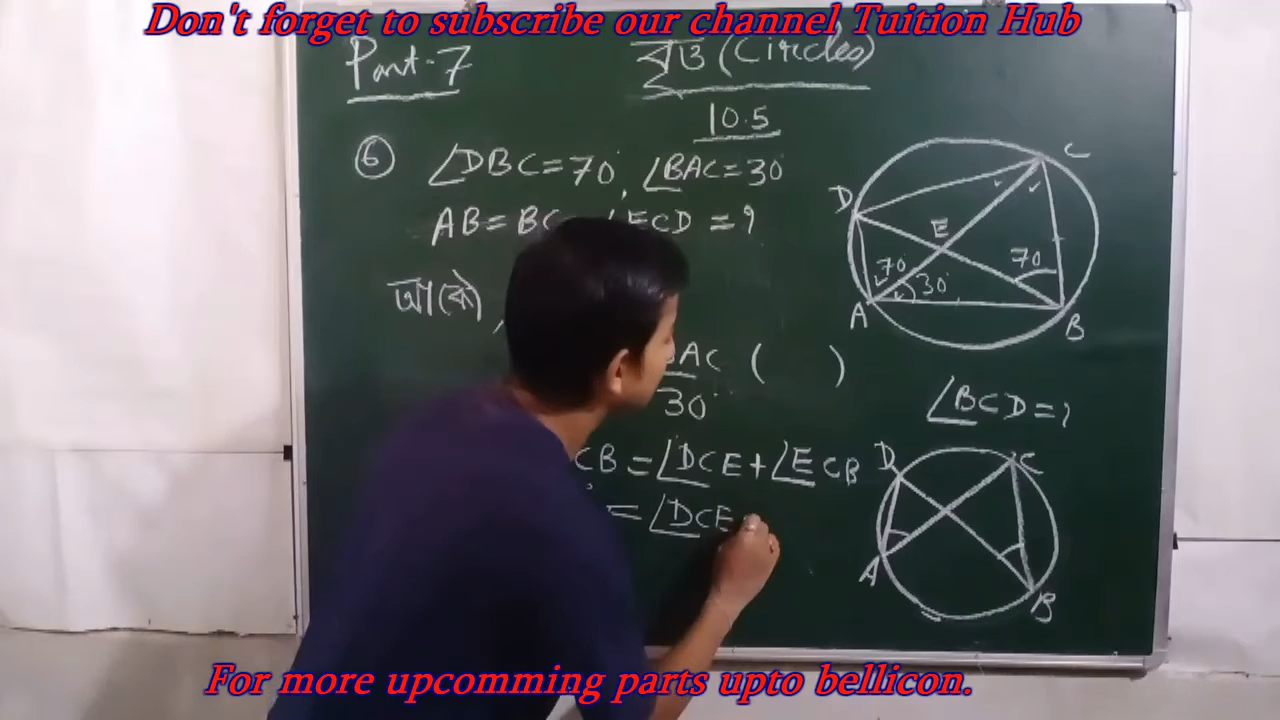 Don't forget to subscribe our channel Tuition Hub
Part-7
বৃত্ত (Circles)
10.5
⑥ ∠DBC=70°, ∠BAC=30°
AB=BC ∠ECD=?
C
D
E
70°
70
30°
A
B
∠BCD=?
AC ( )
30°
CB=∠DCE+∠ECB
=∠DCE
D
C
A
B
For more upcomming parts upto bellicon.